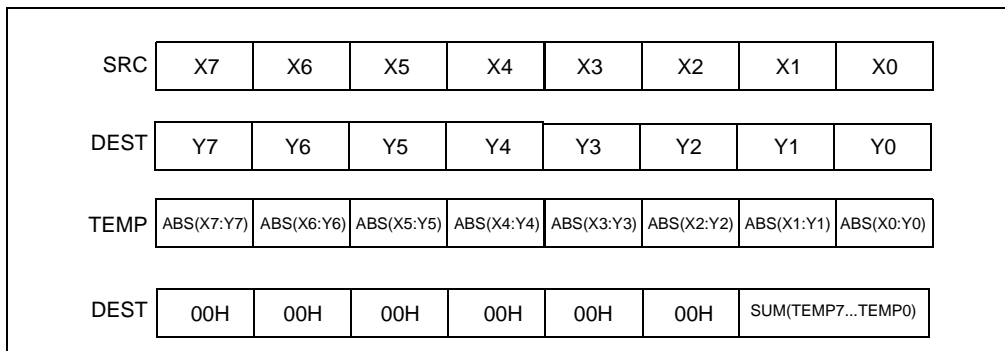 SRC X7 X6 X5 X4 X3 X2 X1 X0
DEST Y7 Y6 Y5 Y4 Y3 Y2 Y1 Y0
TEMP ABS(X7:Y7) ABS(X6:Y6) ABS(X5:Y5) ABS(X4:Y4) ABS(X3:Y3) ABS(X2:Y2) ABS(X1:Y1) ABS(X0:Y0)
DEST 00H 00H 00H 00H 00H 00H SUM(TEMP7...TEMP0)